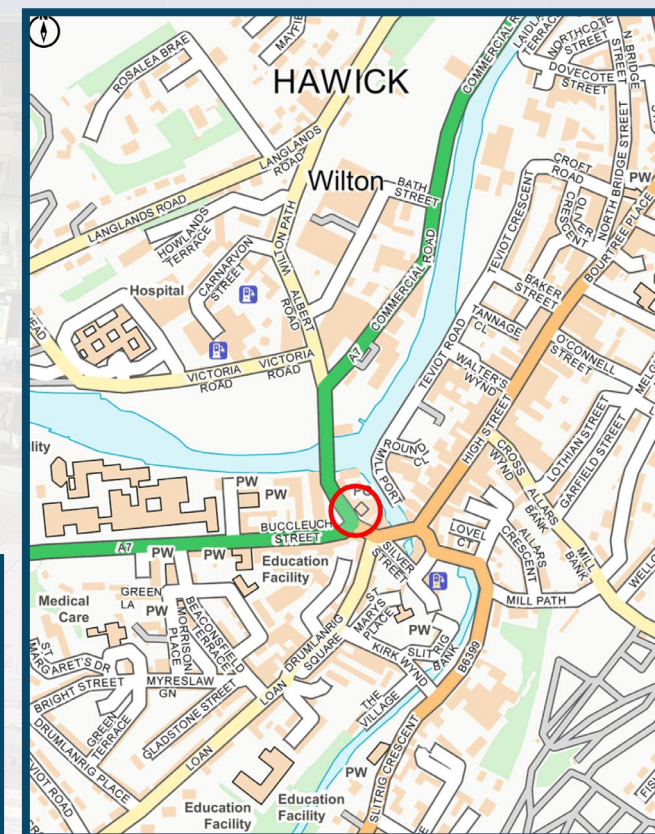 HAWICK
Wilton
ROSALEA BRAE
MAYFI
COMMERCIAL R
LAIDL
TERRACE
NORTHCOTE
STREET
DOVECOTE
STREET
N. BRIDGE
STREET
NORTH BRIDGE STREET
LANGLANDS
ROAD
LANGLANDS ROAD
BATH
STREET
CROFT
ROAD
PW
CRESCENT
BOURTREE PLACE
TEVIOT CRESCENT
HOWLANDS
TERRACE
WILTON PATH
CARNARVON
STREET
Hospital
ALBERT
ROAD
COMMERCIAL ROAD
A7
BAKER
STREET
TANNAGE
CL
O'CONNELL
STREET
TEVIOT ROAD
WALTER'S
WYND
HEAD
VICTORIA
ROAD
VICTORIA
ROAD
HIGH STREET
MELG
ROUND
CL
MILL PORT
CROSS
WYND
LOTHIAN STREET
GARFIELD STREET
ALLARS
BANK
lity
PW
PW
BUCCLEUCH
STREET
A7
PW
PW
SILVER
STREET
LOVEL
CT
ALLARS
CRESCENT
MILL
BANK
WELLO
Education
Facility
Medical
Care
GREEN
LA
PW
MORRISON
PLACE
BEACONSFIELD
TERRACE
DRUMLANRIG
SQUARE
ST
MARYS
PLACE
PW
MILL PATH
SLITRIG
BANK
KIRK WYND
B6399
ST
MARGARET'S DR
MYRESLAW
GN
BRIGHT STREET
GREEN
TERRACE
GLADSTONE STREET
LOAN
THE
VILLAGE
DRUMLANRIG PLACE
LOAN
TEVIOT ROAD
PW
SLITRIG CRESCENT
Education
Facility
Education
Facility
FIS